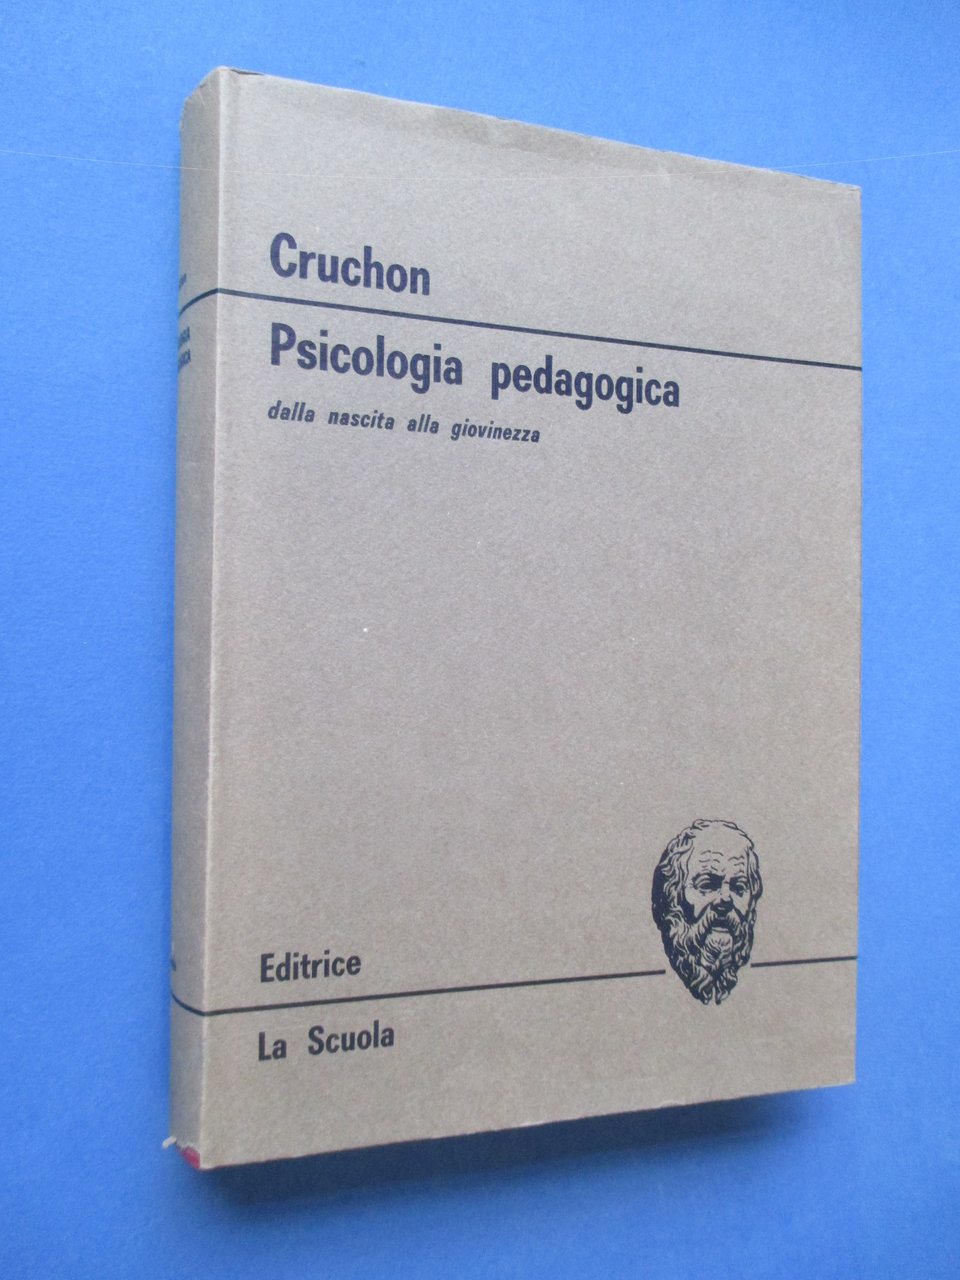 Cruchon
Psicologia pedagogica
dalla nascita alla giovinezza
Editrice
La Scuola